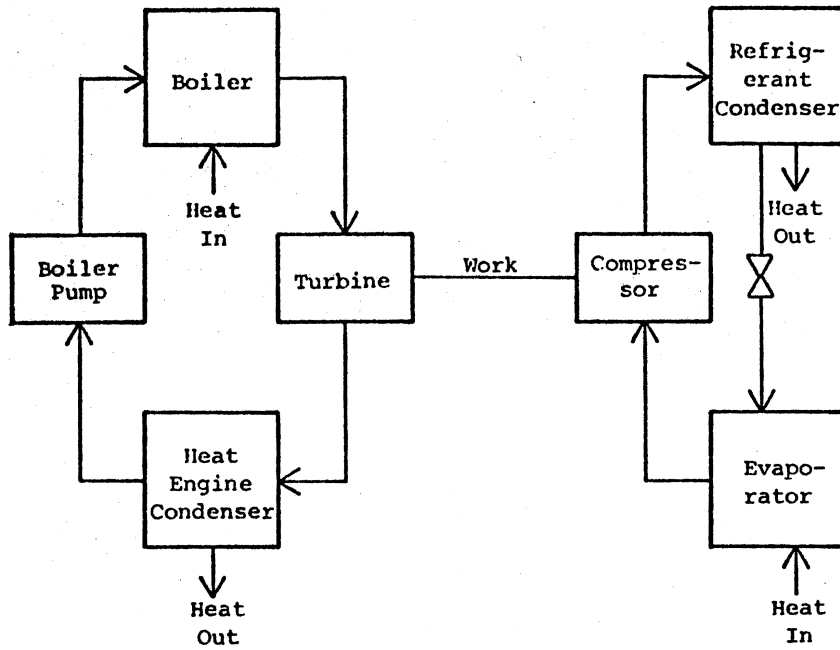 Boiler
Heat
In
Boiler
Pump
Turbine
Heat
Engine
Condenser
Heat
Out
Work
Refrig-
erant
Condenser
Heat
Out
Compres-
sor
Evapo-
rator
Heat
In